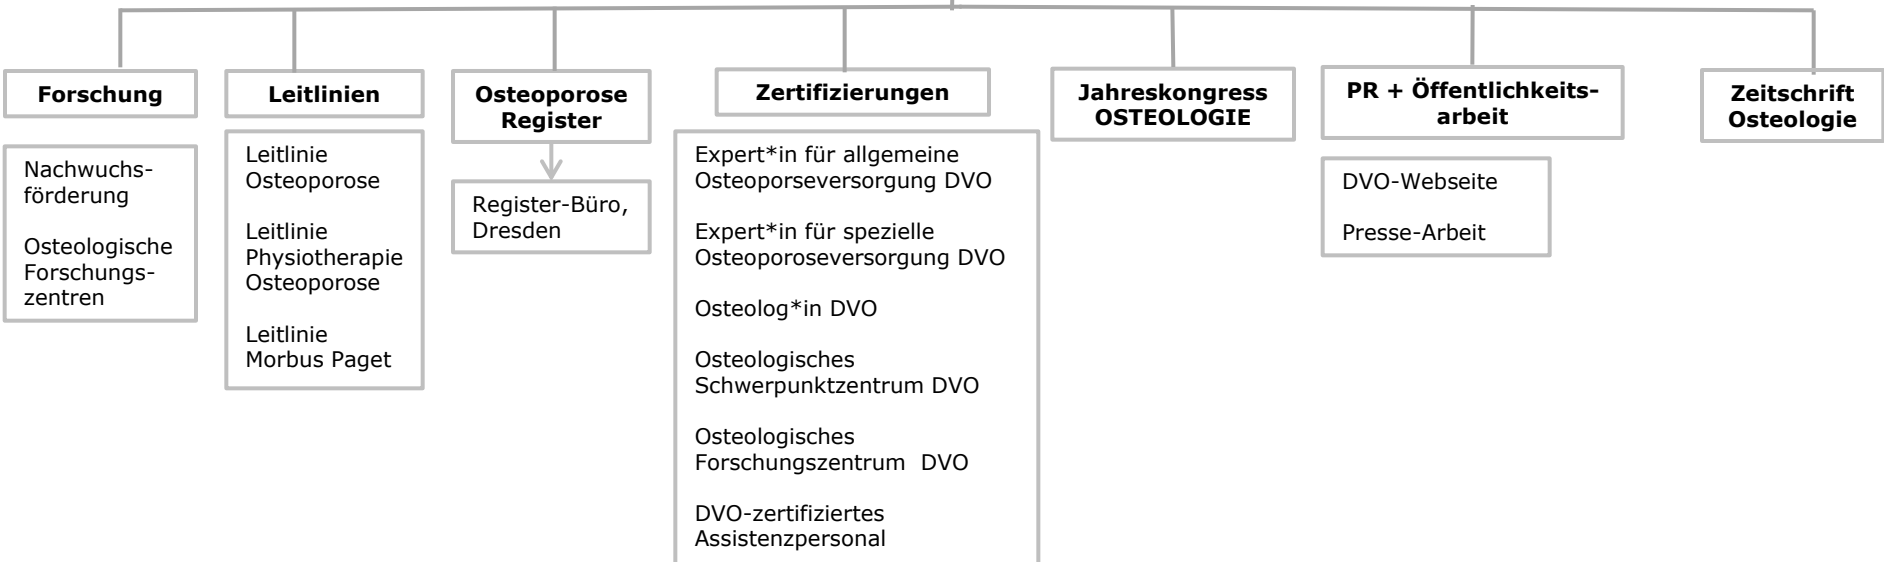 Forschung
Nachwuchs-
förderung
Osteologische
Forschungs-
zentren
Leitlinien
Leitlinie
Osteoporose
Leitlinie
Physiotherapie
Osteoporose
Leitlinie
Morbus Paget
Osteoporose
Register
Register-Büro,
Dresden
Zertifizierungen
Expert*in für allgemeine
Osteoporseversorgung DVO
Expert*in für spezielle
Osteoporoseversorgung DVO
Osteolog*in DVO
Osteologisches
Schwerpunktzentrum DVO
Osteologisches
Forschungszentrum  DVO
DVO-zertifiziertes
Assistenzpersonal
Jahreskongress
OSTEOLOGIE
PR + Öffentlichkeits-
arbeit
DVO-Webseite
Presse-Arbeit
Zeitschrift
Osteologie